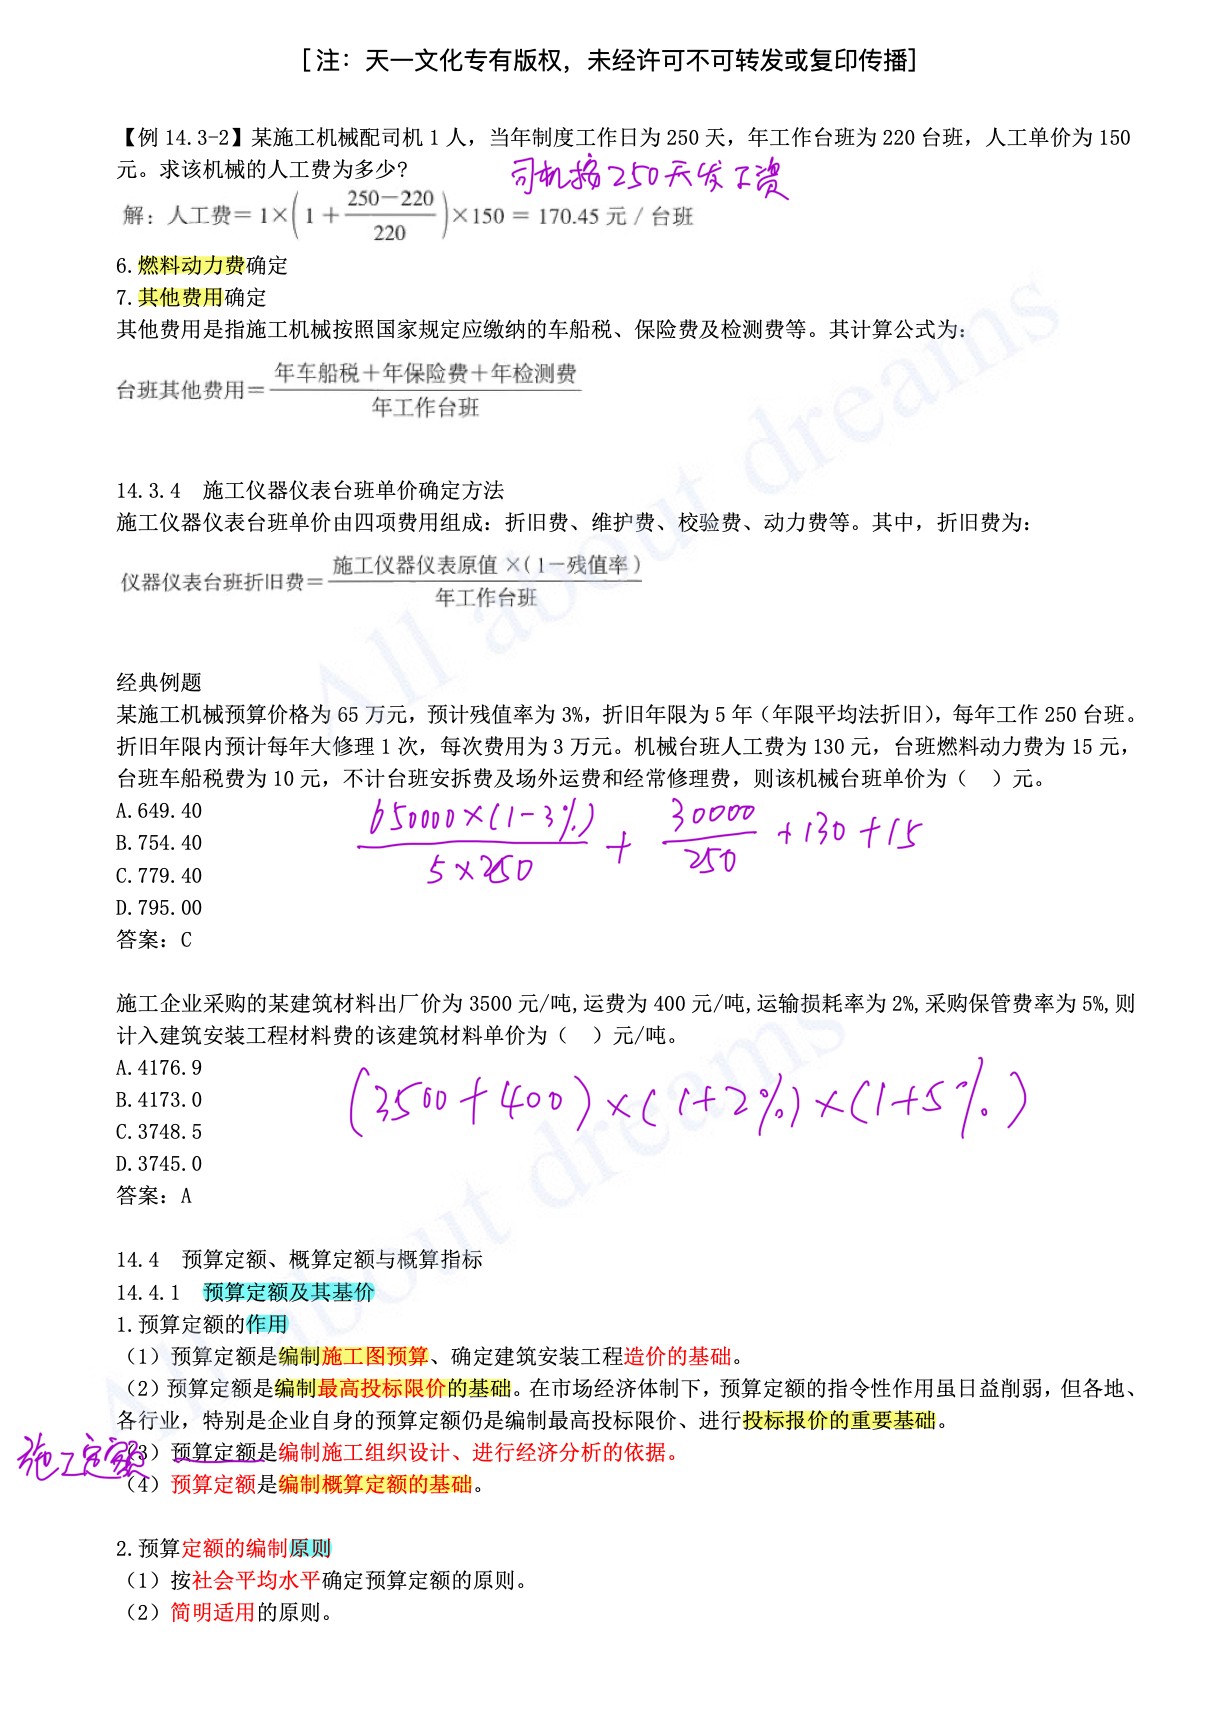 [注：天一文化专有版权，未经许可不可转发或复印传播]
【例 14.3-2】某施工机械配司机 1 人，当年制度工作日为 250 天，年工作台班为 220 台班，人工单价为 150
元。求该机械的人工费为多少?
司机按250天发工资
解：人工费＝1×(1＋(250－220)/220)×150＝170.45 元/台班
6.燃料动力费确定
7.其他费用确定
其他费用是指施工机械按照国家规定应缴纳的车船税、保险费及检测费等。其计算公式为：
台班其他费用＝(年车船税＋年保险费＋年检测费)/年工作台班
14.3.4 施工仪器仪表台班单价确定方法
施工仪器仪表台班单价由四项费用组成：折旧费、维护费、校验费、动力费等。其中，折旧费为：
仪器仪表台班折旧费＝施工仪器仪表原值×(1－残值率)/年工作台班
经典例题
某施工机械预算价格为 65 万元，预计残值率为 3%，折旧年限为 5 年（年限平均法折旧），每年工作 250 台班。
折旧年限内预计每年大修理 1 次，每次费用为 3 万元。机械台班人工费为 130 元，台班燃料动力费为 15 元，
台班车船税费为 10 元，不计台班安拆费及场外运费和经常修理费，则该机械台班单价为（ ）元。
A.649.40
B.754.40
C.779.40
D.795.00
650000×(1-3%)/5×250 + 30000/250 +130+15
答案：C
施工企业采购的某建筑材料出厂价为 3500 元/吨,运费为 400 元/吨,运输损耗率为 2%,采购保管费率为 5%,则
计入建筑安装工程材料费的该建筑材料单价为（ ）元/吨。
A.4176.9
B.4173.0
C.3748.5
D.3745.0
(3500+400)×(1+2%)×(1+5%)
答案：A
14.4 预算定额、概算定额与概算指标
14.4.1 预算定额及其基价
1.预算定额的作用
（1）预算定额是编制施工图预算、确定建筑安装工程造价的基础。
（2）预算定额是编制最高投标限价的基础。在市场经济体制下，预算定额的指令性作用虽日益削弱，但各地、
各行业，特别是企业自身的预算定额仍是编制最高投标限价、进行投标报价的重要基础。
施工定额
（3）预算定额是编制施工组织设计、进行经济分析的依据。
（4）预算定额是编制概算定额的基础。
2.预算定额的编制原则
（1）按社会平均水平确定预算定额的原则。
（2）简明适用的原则。
All about dreams
All about dreams